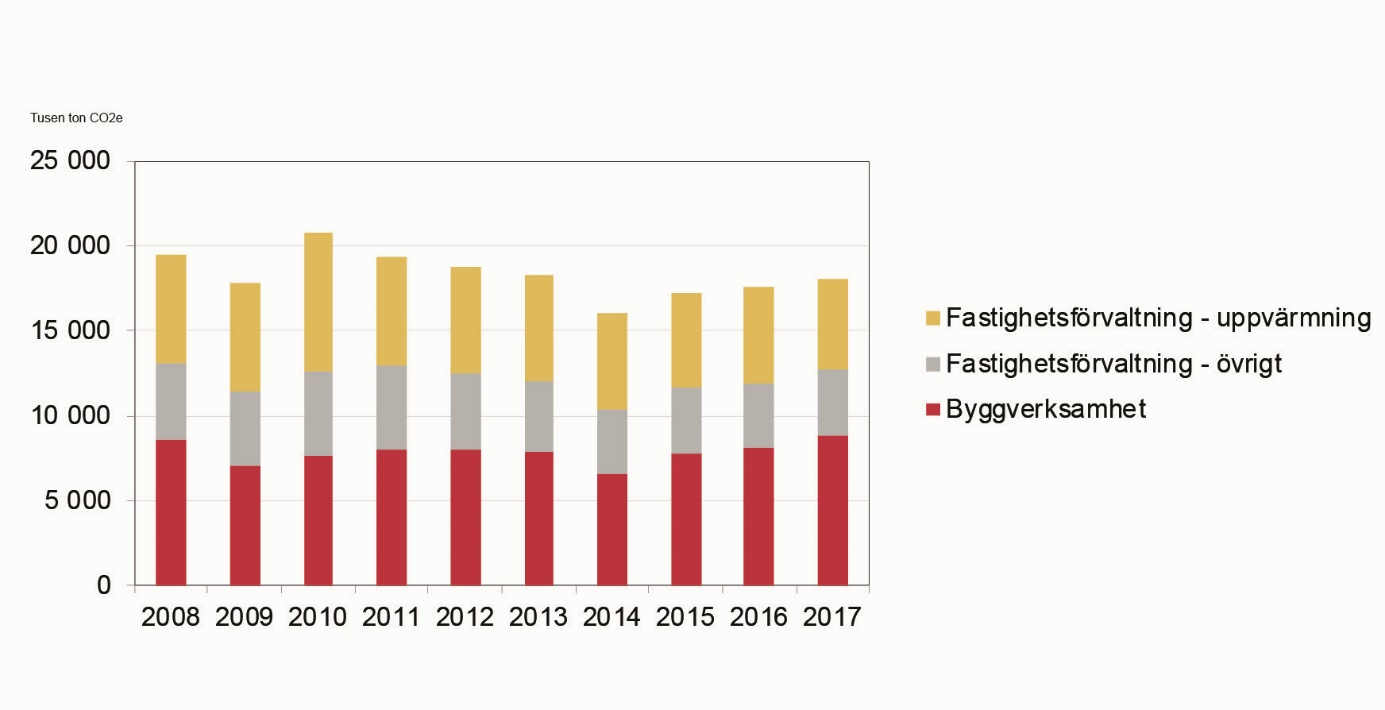 Tusen ton CO2e
25 000
20 000
15 000
10 000
5 000
0
2008 2009 2010 2011 2012 2013 2014 2015 2016 2017
Fastighetsförvaltning - uppvärmning
Fastighetsförvaltning - övrigt
Byggverksamhet